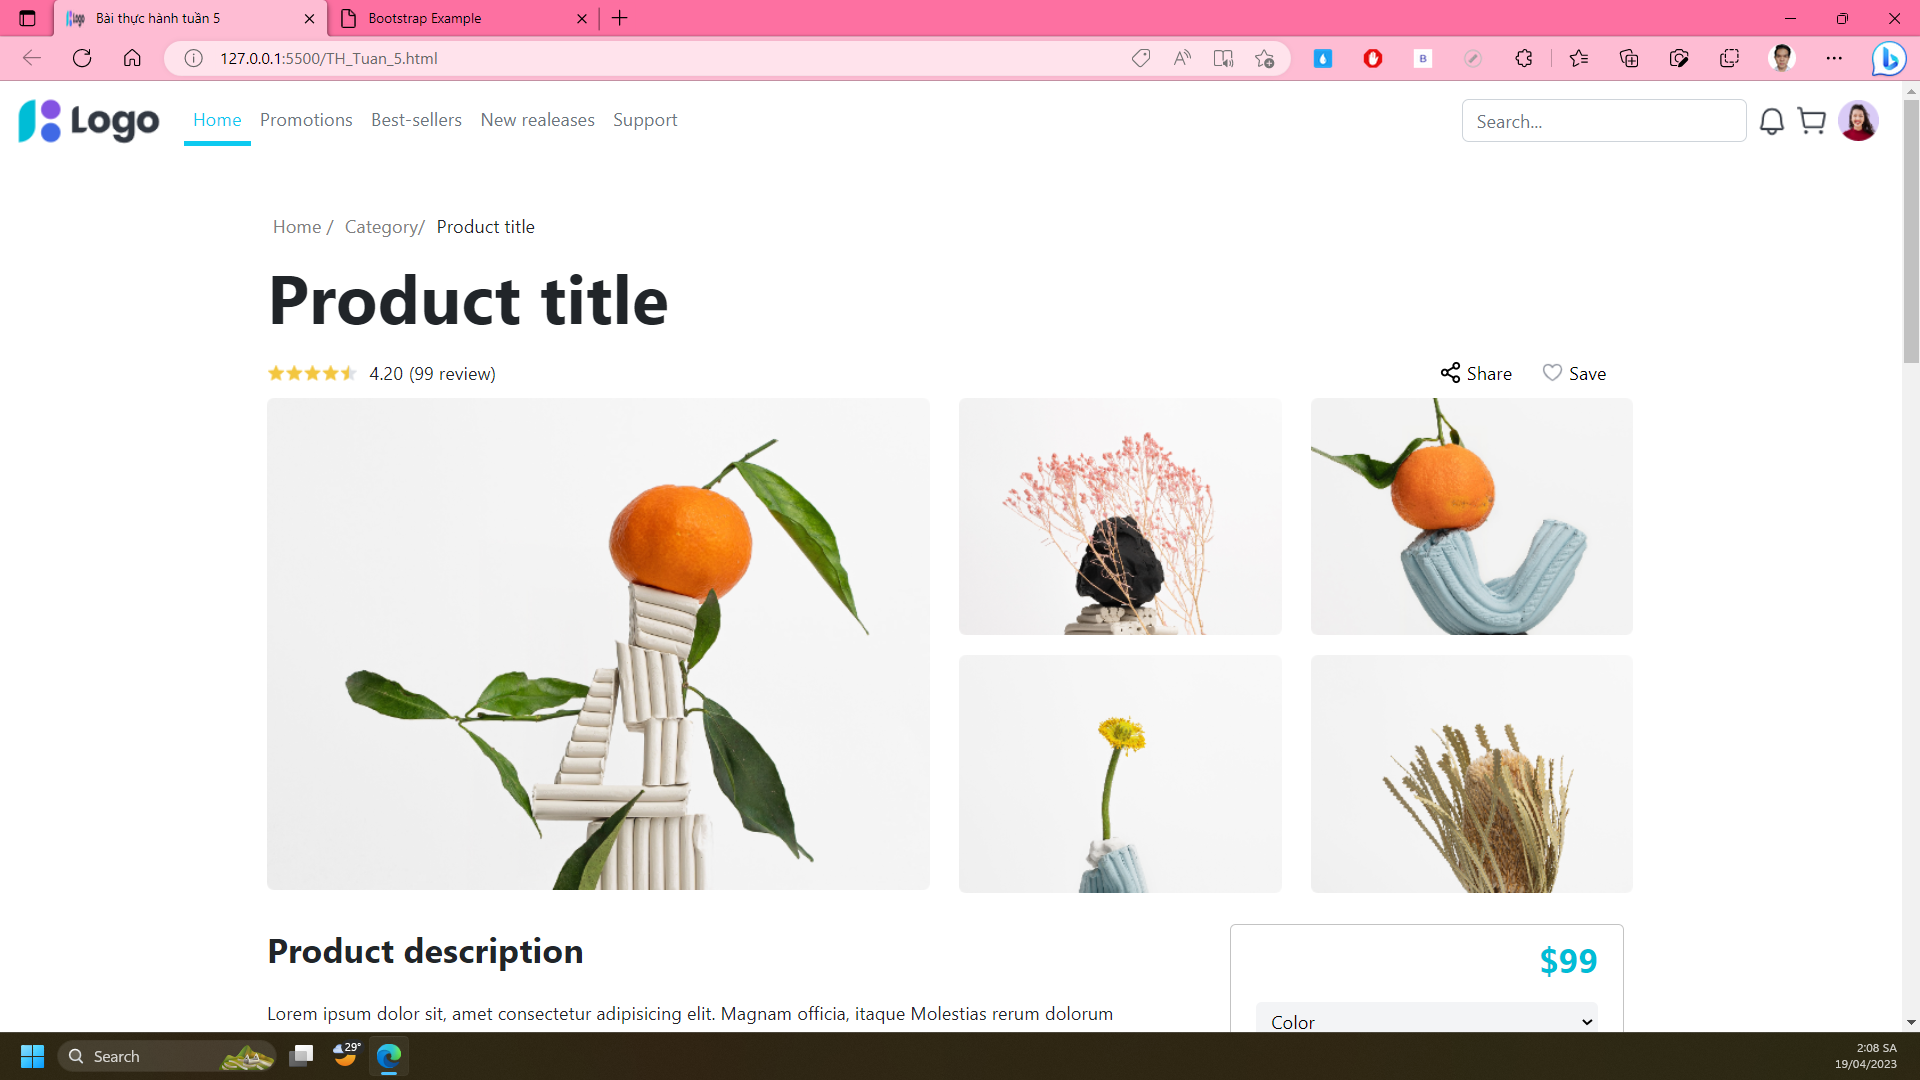 Bài thực hành tuần 5
Bootstrap Example
127.0.0.1:5500/TH_Tuan_5.html
Logo
Home
Promotions
Best-sellers
New realeases
Support
Search...
Home / Category/ Product title
Product title
4.20 (99 review)
Share
Save
Product description
$99
Lorem ipsum dolor sit, amet consectetur adipisicing elit. Magnam officia, itaque Molestias rerum dolorum
Color
Search
29°
2:08 SA
19/04/2023